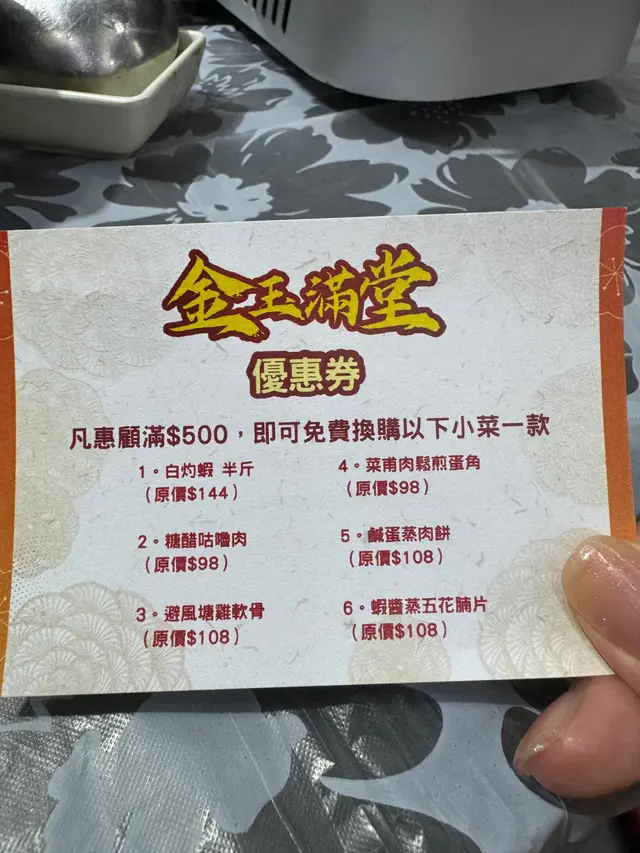 金玉滿堂
優惠券
凡惠顧滿$500，即可免費換購以下小菜一款
1。白灼蝦 半斤
(原價$144)
2。糖醋咕嚕肉
(原價$98)
3。避風塘雞軟骨
(原價$108)
4。菜甫肉鬆煎蛋角
(原價$98)
5。鹹蛋蒸肉餅
(原價$108)
6。蝦醬蒸五花腩片
(原價$108)